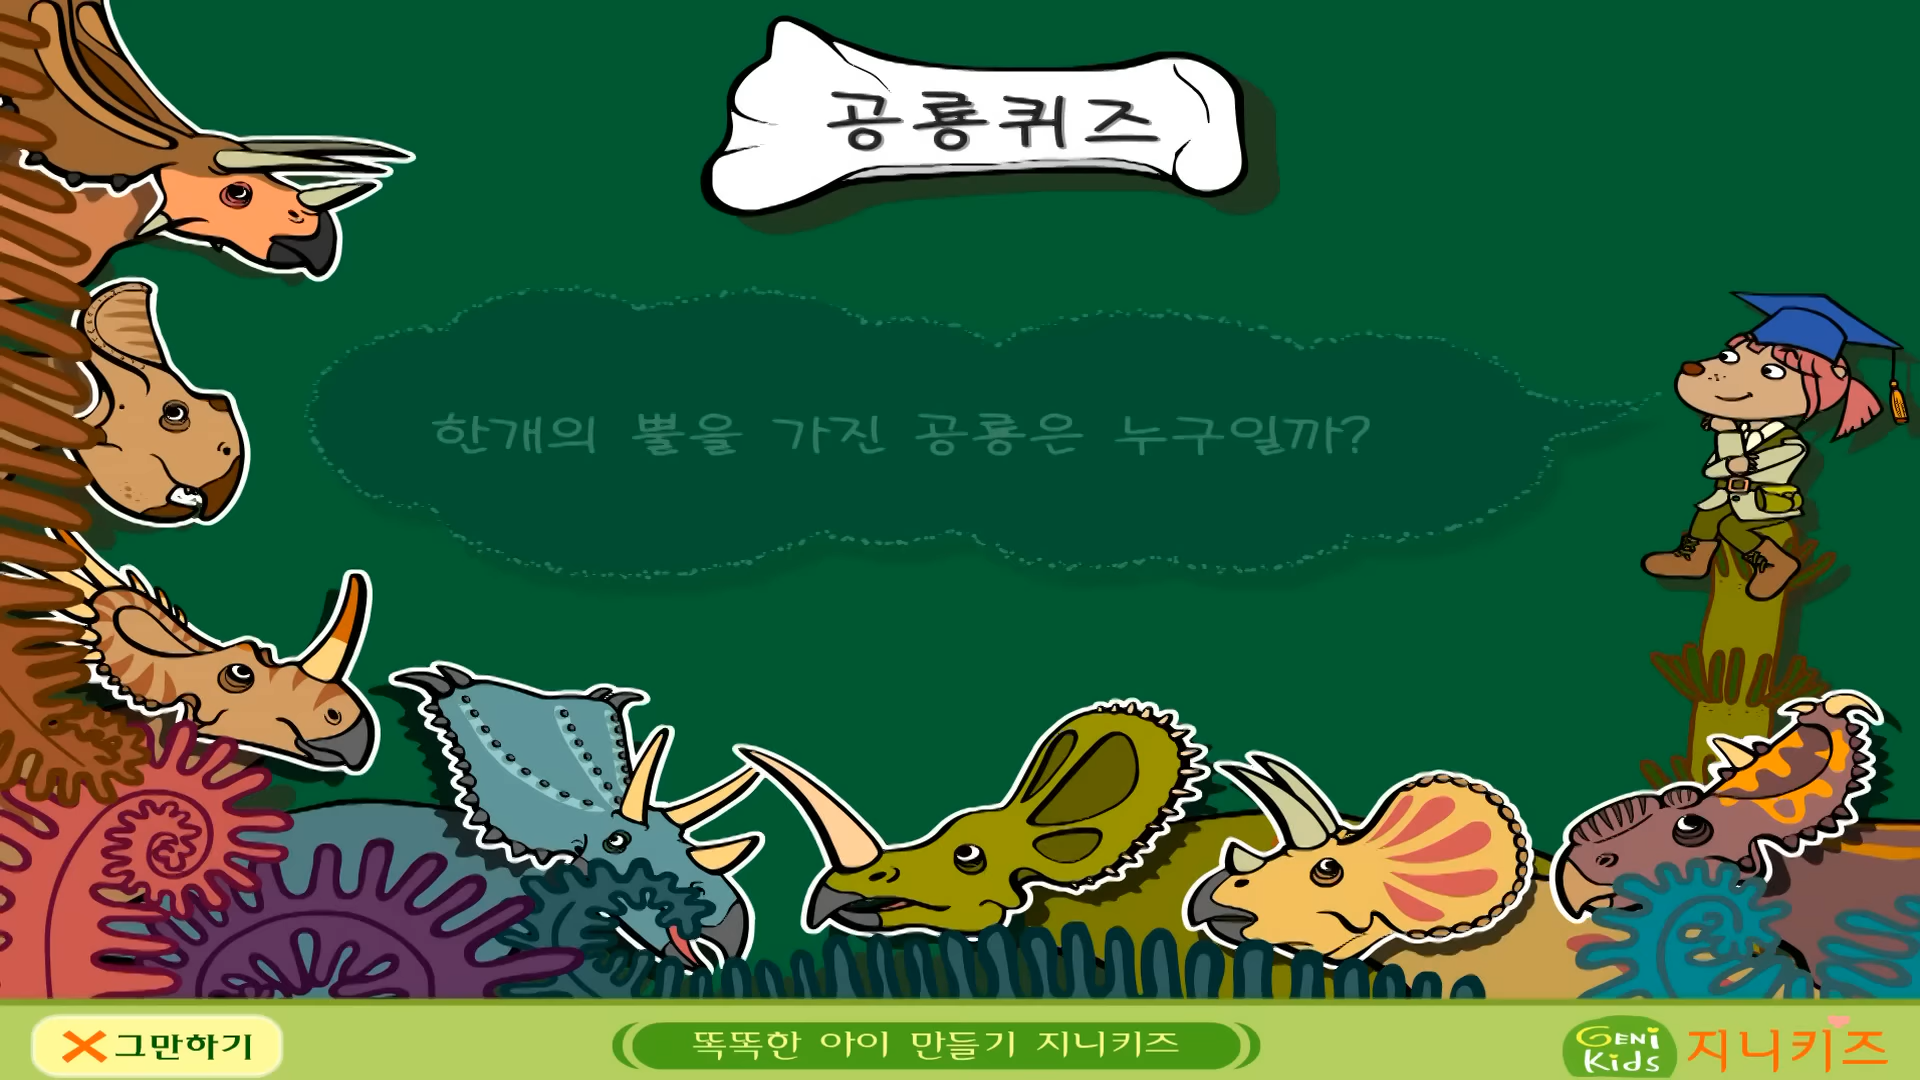 공룡퀴즈
한개의 뿔을 가진 공룡은 누구일까?
그만하기
똑똑한 아이 만들기 지니키즈
GENI
Kids
지니키즈